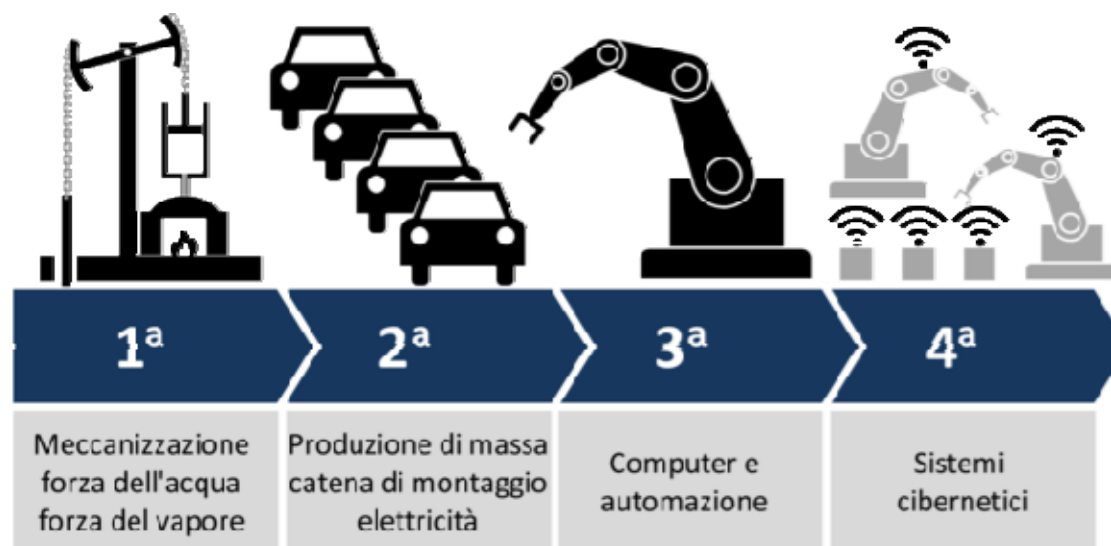 1ª
2ª
3ª
4ª
Meccanizzazione
forza dell'acqua
forza del vapore
Produzione di massa
catena di montaggio
elettricità
Computer e
automazione
Sistemi
cibernetici